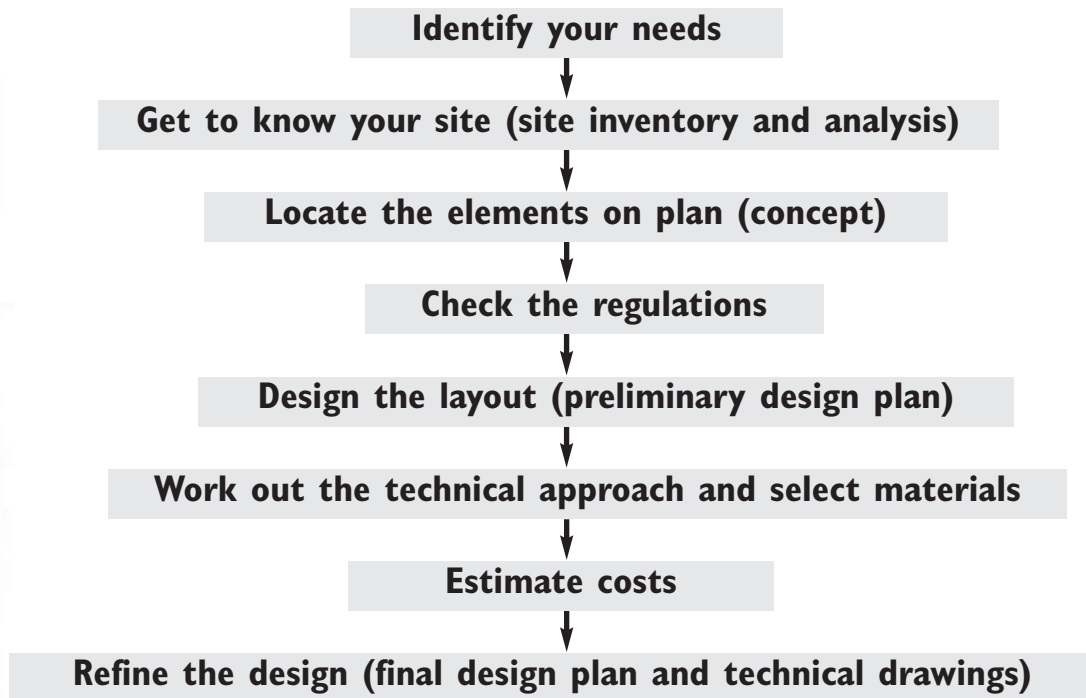 Identify your needs
Get to know your site (site inventory and analysis)
Locate the elements on plan (concept)
Check the regulations
Design the layout (preliminary design plan)
Work out the technical approach and select materials
Estimate costs
Refine the design (final design plan and technical drawings)